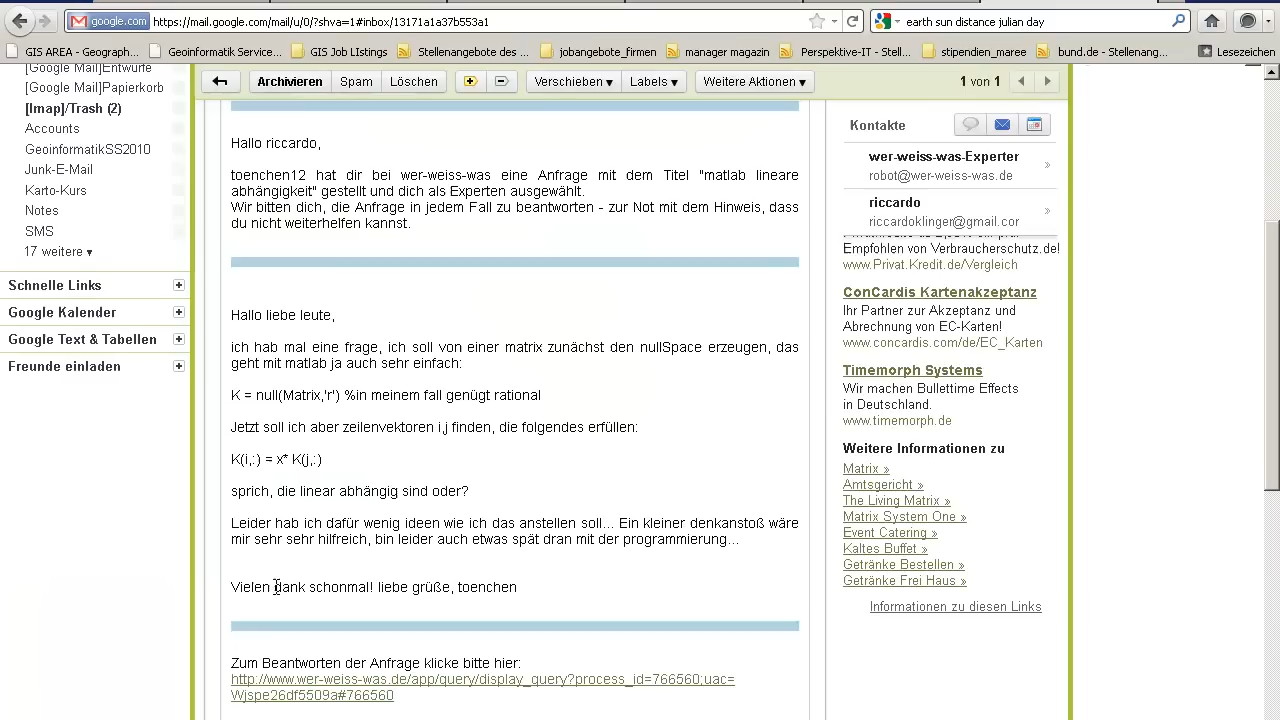 google.com https://mail.google.com/mail/u/0/?shva=1#inbox/13171a1a37b553a1
earth sun distance julian day
GIS AREA - Geograph...
Geoinformatik Service...
GIS Job LIstings
Stellenangebote des ...
jobangebote_firmen
manager magazin
Perspektive-IT - Stell...
stipendien_maree
bund.de - Stellenang...
Lesezeichen
[Google Mail]Entwürfe
[Google Mail]Papierkorb
[Imap]/Trash (2)
Accounts
GeoinformatikSS2010
Junk-E-Mail
Karto-Kurs
Notes
SMS
17 weitere ▾
Schnelle Links
Google Kalender
Google Text & Tabellen
Freunde einladen
Archivieren
Spam
Löschen
Verschieben ▾
Labels ▾
Weitere Aktionen ▾
1 von 1
Hallo riccardo,
toenchen12 hat dir bei wer-weiss-was eine Anfrage mit dem Titel "matlab lineare
abhängigkeit" gestellt und dich als Experten ausgewählt.
Wir bitten dich, die Anfrage in jedem Fall zu beantworten - zur Not mit dem Hinweis, dass
du nicht weiterhelfen kannst.
Hallo liebe leute,
ich hab mal eine frage, ich soll von einer matrix zunächst den nullSpace erzeugen, das
geht mit matlab ja auch sehr einfach:
K = null(Matrix,'r') %in meinem fall genügt rational
Jetzt soll ich aber zeilenvektoren i,j finden, die folgendes erfüllen:
K(i,:) = x* K(j,:)
sprich, die linear abhängig sind oder?
Leider hab ich dafür wenig ideen wie ich das anstellen soll... Ein kleiner denkanstoß wäre
mir sehr sehr hilfreich, bin leider auch etwas spät dran mit der programmierung...
Vielen dank schonmal! liebe grüße, toenchen
Zum Beantworten der Anfrage klicke bitte hier:
http://www.wer-weiss-was.de/app/query/display_query?process_id=766560;uac=
Wjspe26df5509a#766560
Kontakte
wer-weiss-was-Experter
robot@wer-weiss-was.de
riccardo
riccardoklinger@gmail.cor
Empfohlen von Verbraucherschutz.de!
www.Privat.Kredit.de/Vergleich
ConCardis Kartenakzeptanz
Ihr Partner zur Akzeptanz und
Abrechnung von EC-Karten!
www.concardis.com/de/EC_Karten
Timemorph Systems
Wir machen Bullettime Effects
in Deutschland.
www.timemorph.de
Weitere Informationen zu
Matrix »
Amtsgericht »
The Living Matrix »
Matrix System One »
Event Catering »
Kaltes Buffet »
Getränke Bestellen »
Getränke Frei Haus »
Informationen zu diesen Links